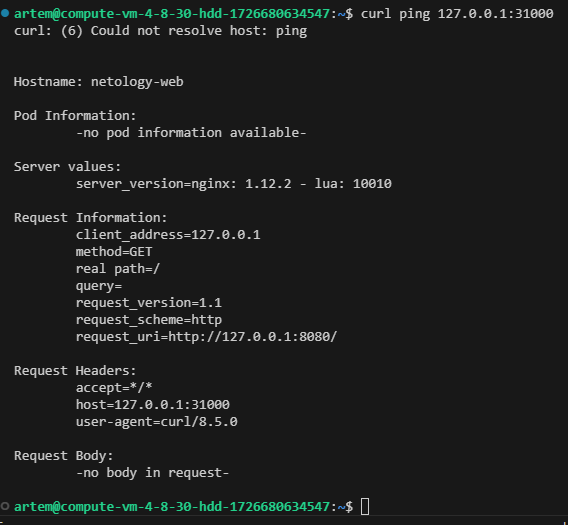 artem@compute-vm-4-8-30-hdd-1726680634547:~$ curl ping 127.0.0.1:31000
curl: (6) Could not resolve host: ping
Hostname: netology-web
Pod Information:
-no pod information available-
Server values:
server_version=nginx: 1.12.2 - lua: 10010
Request Information:
client_address=127.0.0.1
method=GET
real path=/
query=
request_version=1.1
request_scheme=http
request_uri=http://127.0.0.1:8080/
Request Headers:
accept=*/*
host=127.0.0.1:31000
user-agent=curl/8.5.0
Request Body:
-no body in request-
artem@compute-vm-4-8-30-hdd-1726680634547:~$